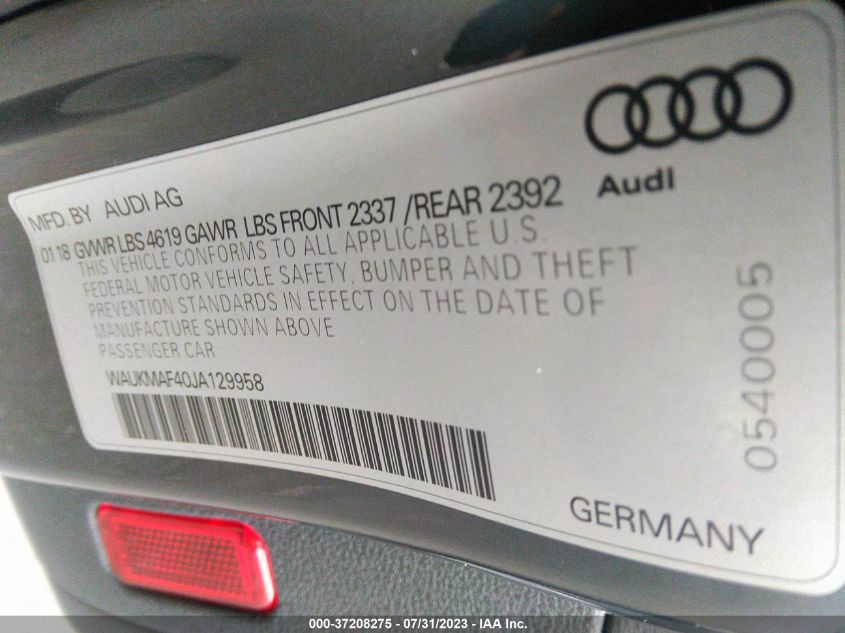 Audi
MFD. BY AUDI AG
01 18 GVWR LBS 4619 GAWR LBS FRONT 2337 /REAR 2392
THIS VEHICLE CONFORMS TO ALL APPLICABLE U.S.
FEDERAL MOTOR VEHICLE SAFETY, BUMPER AND THEFT
PREVENTION STANDARDS IN EFFECT ON THE DATE OF
MANUFACTURE SHOWN ABOVE
PASSENGER CAR
WAUKMAF40JA129958
0540005
GERMANY
000-37208275 - 07/31/2023 - IAA Inc.